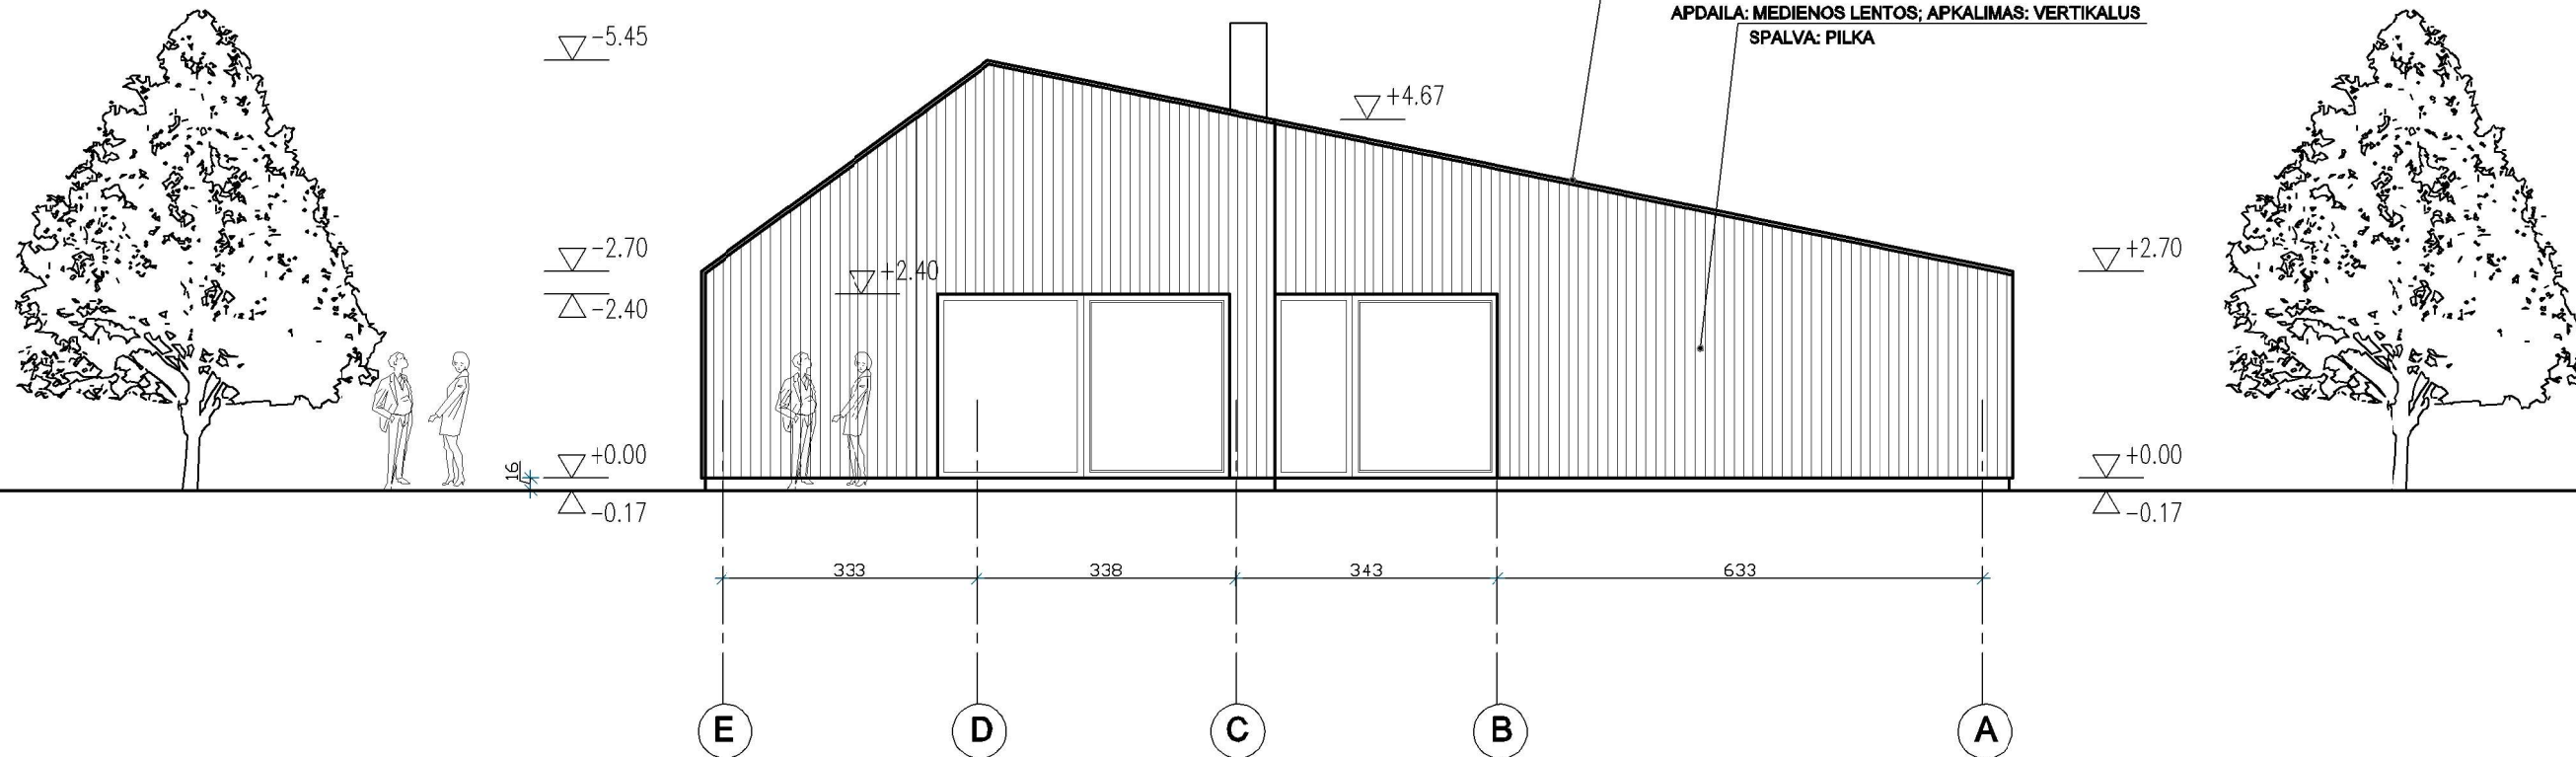 APDAILA: MEDIENOS LENTOS; APKALIMAS: VERTIKALUS
SPALVA: PILKA
-5.45
+4.67
-2.70
+2.70
+2.40
-2.40
+0.00
+0.00
16
-0.17
-0.17
333 338 343 633
E D C B A